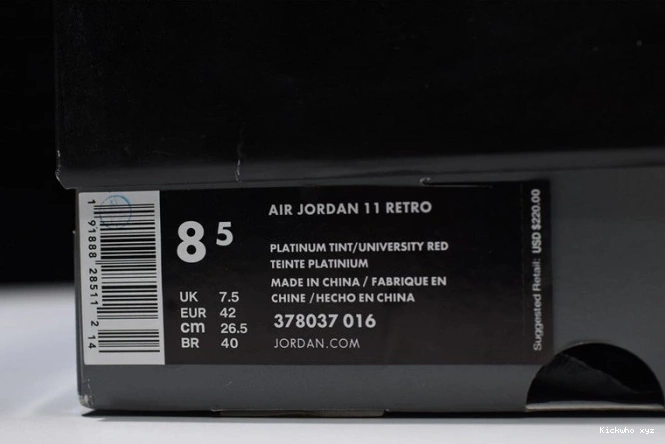 AIR JORDAN 11 RETRO
8 5
PLATINUM TINT/UNIVERSITY RED
TEINTE PLATINIUM
MADE IN CHINA / FABRIQUE EN
CHINE / HECHO EN CHINA
UK 7.5
EUR 42
cm 26.5
BR 40
378037 016
JORDAN.COM
Suggested Retail: USD $220.00
1 91888 28511 2 14
Kickwho xyz